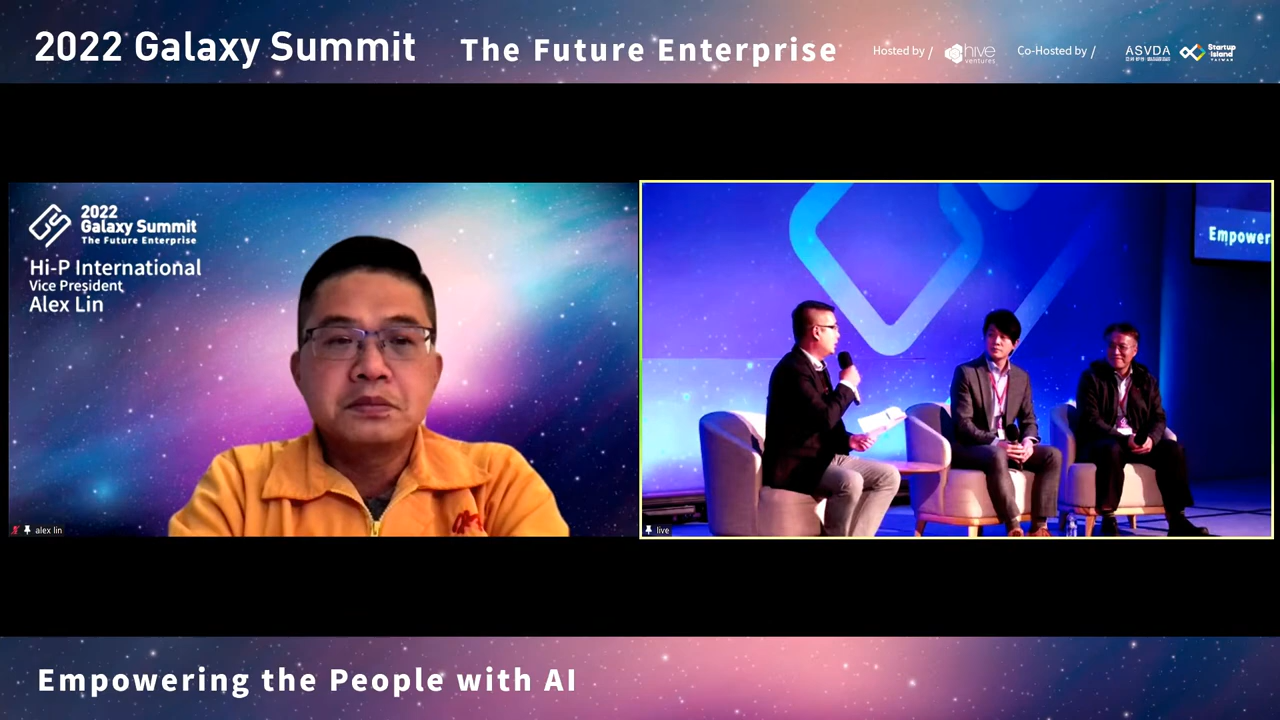 2022 Galaxy Summit The Future Enterprise
Hosted by / hive ventures
Co-Hosted by / ASVDA Startup Island TAIWAN
2022
Galaxy Summit
The Future Enterprise
Hi-P International
Vice President
Alex Lin
alex lin
Empower
live
Empowering the People with AI